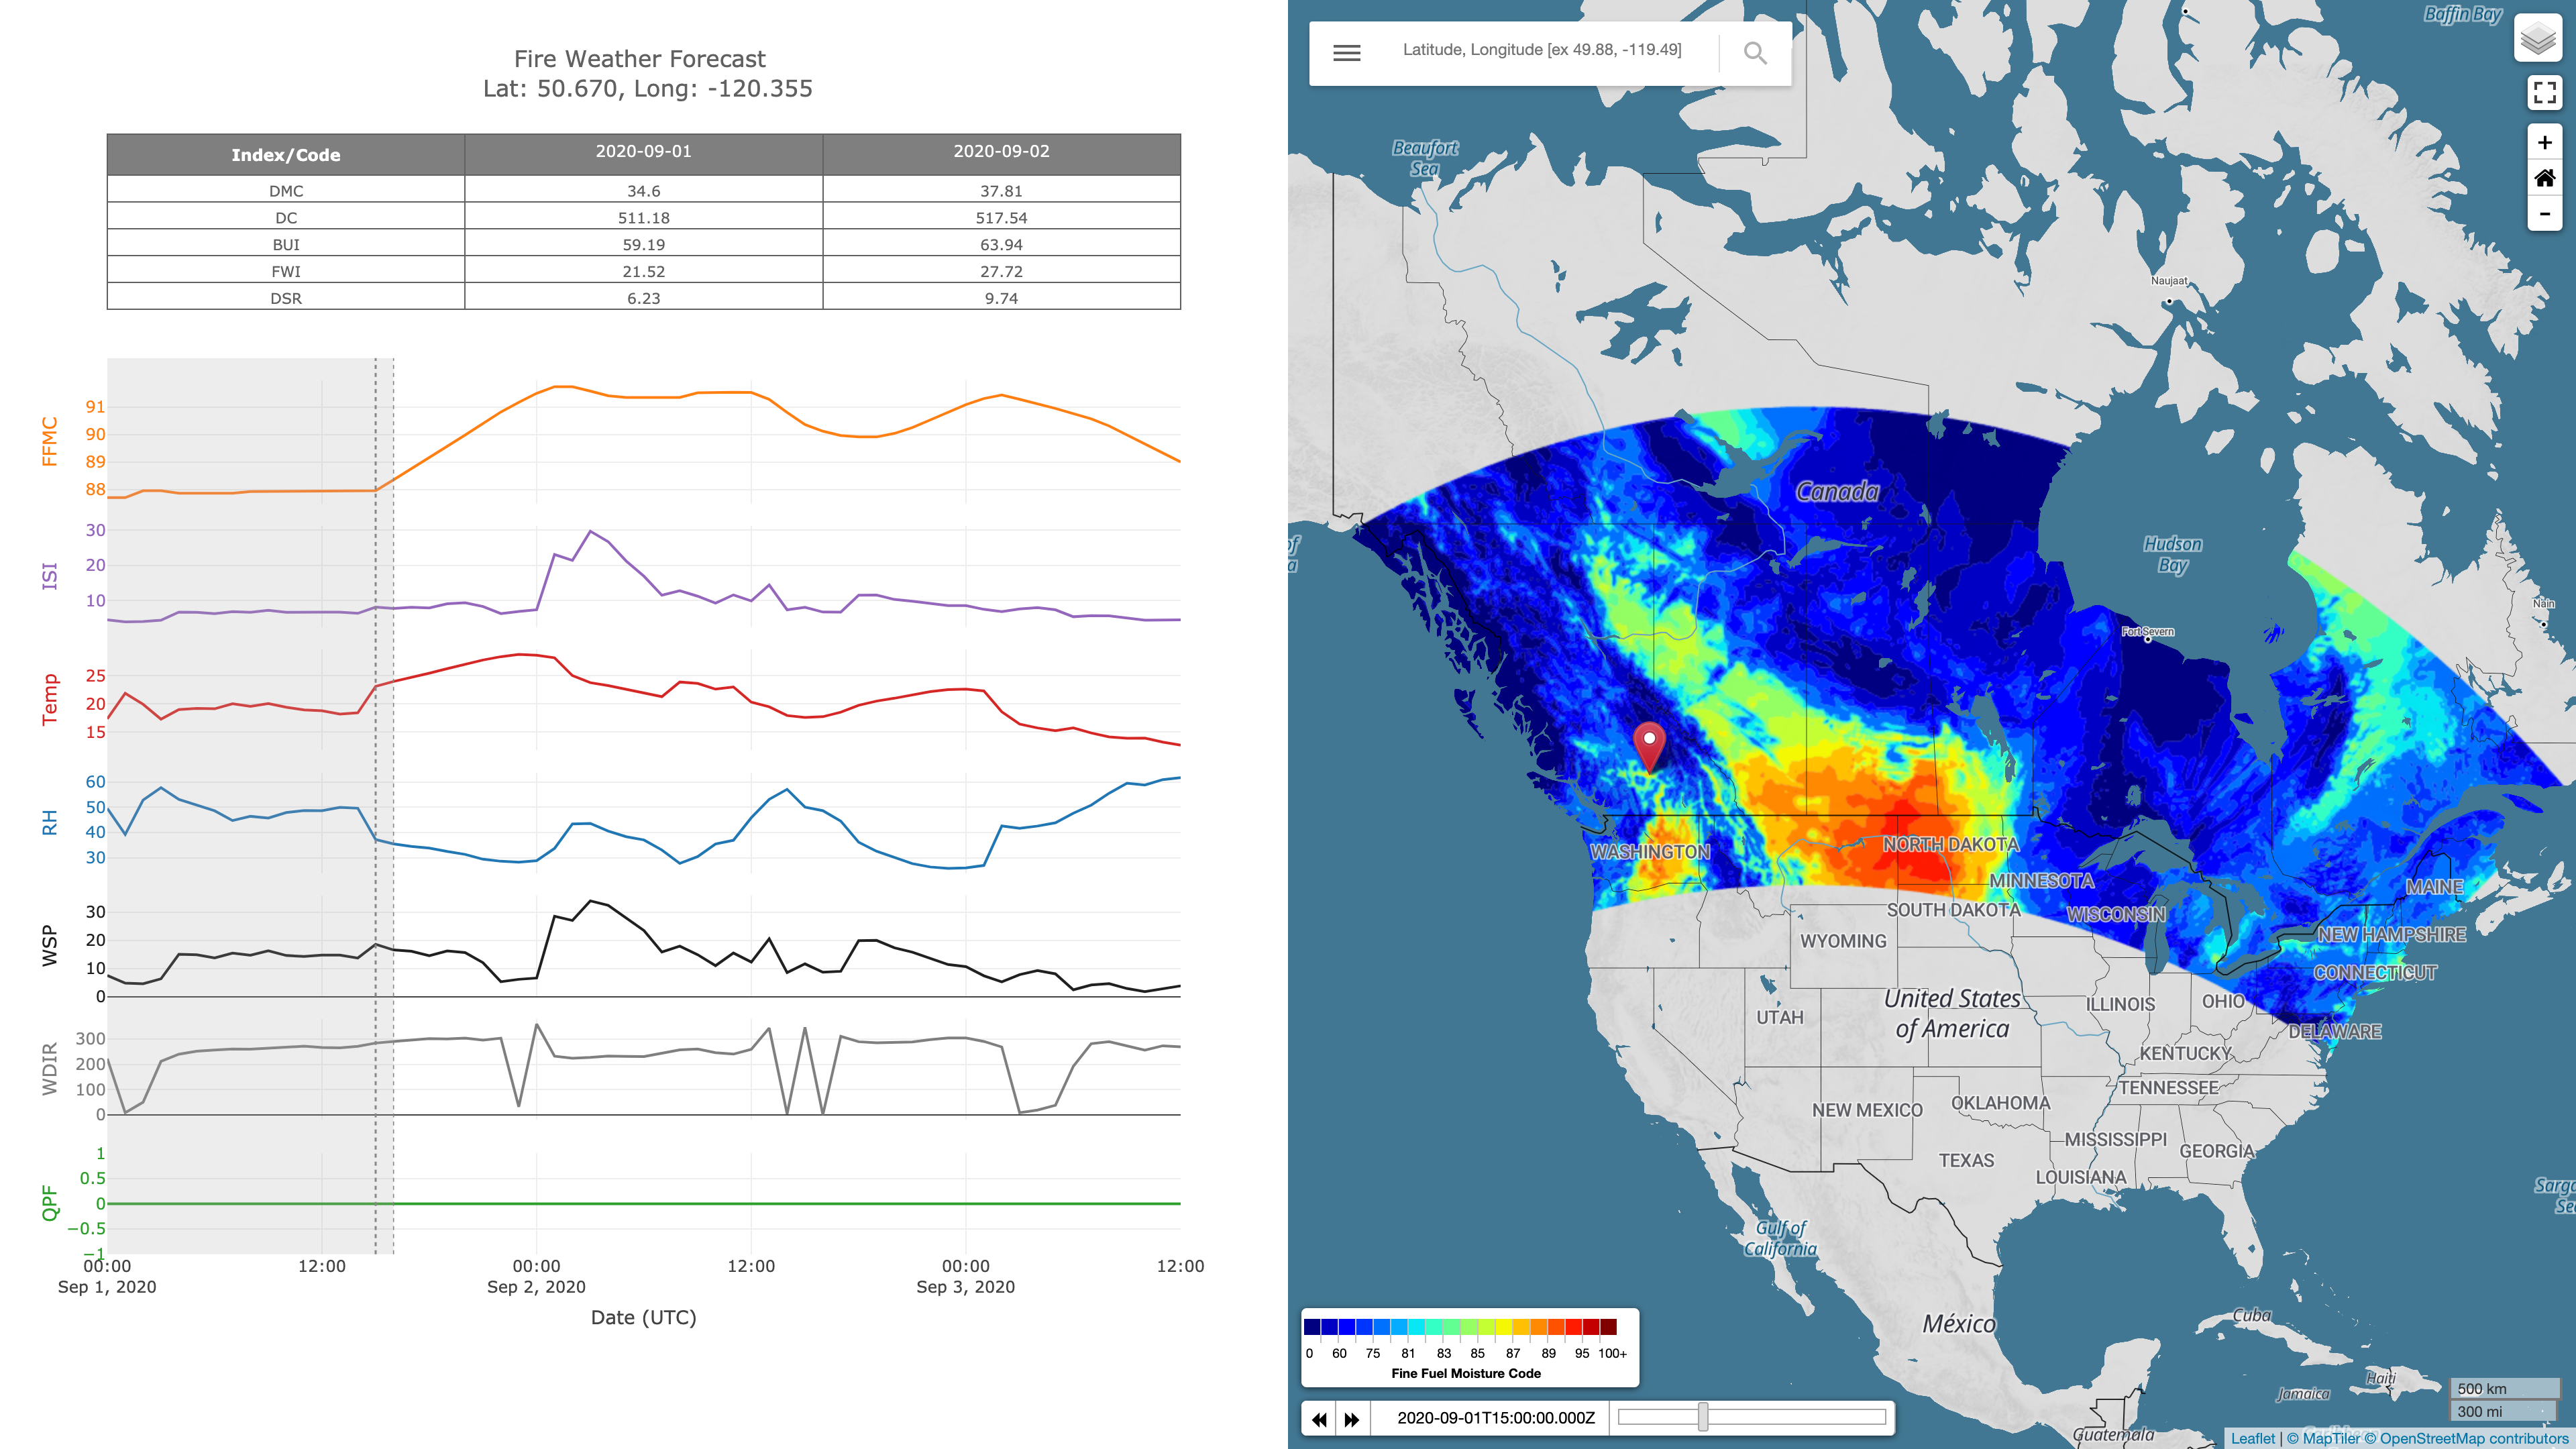 Fire Weather Forecast
Lat: 50.670, Long: -120.355
Index/Code 2020-09-01 2020-09-02
DMC 34.6 37.81
DC 511.18 517.54
BUI 59.19 63.94
FWI 21.52 27.72
DSR 6.23 9.74
FFMC
91
90
89
88
ISI
30
20
10
Temp
25
20
15
RH
60
50
40
30
WSP
30
20
10
0
WDIR
300
200
100
0
QPF
1
0.5
0
−0.5
−1
00:00 12:00 00:00 12:00 00:00 12:00
Sep 1, 2020 Sep 2, 2020 Sep 3, 2020
Date (UTC)
Latitude, Longitude [ex 49.88, -119.49]
Baffin Bay
+
-
Beaufort
Sea
Naujaat
Canada
of
a
Hudson
Bay
Nain
Fort Severn
WASHINGTON
NORTH DAKOTA
MINNESOTA
MAINE
SOUTH DAKOTA
WISCONSIN
NEW HAMPSHIRE
WYOMING
CONNECTICUT
United States
of America
ILLINOIS
OHIO
UTAH
DELAWARE
KENTUCKY
TENNESSEE
NEW MEXICO
OKLAHOMA
MISSISSIPPI
GEORGIA
TEXAS
LOUISIANA
Sarga
Se
Gulf of
California
Cuba
México
Haiti
Jamaica
Guatemala
0 60 75 81 83 85 87 89 95 100+
Fine Fuel Moisture Code
2020-09-01T15:00:00.000Z
500 km
300 mi
Leaflet | © MapTiler © OpenStreetMap contributors